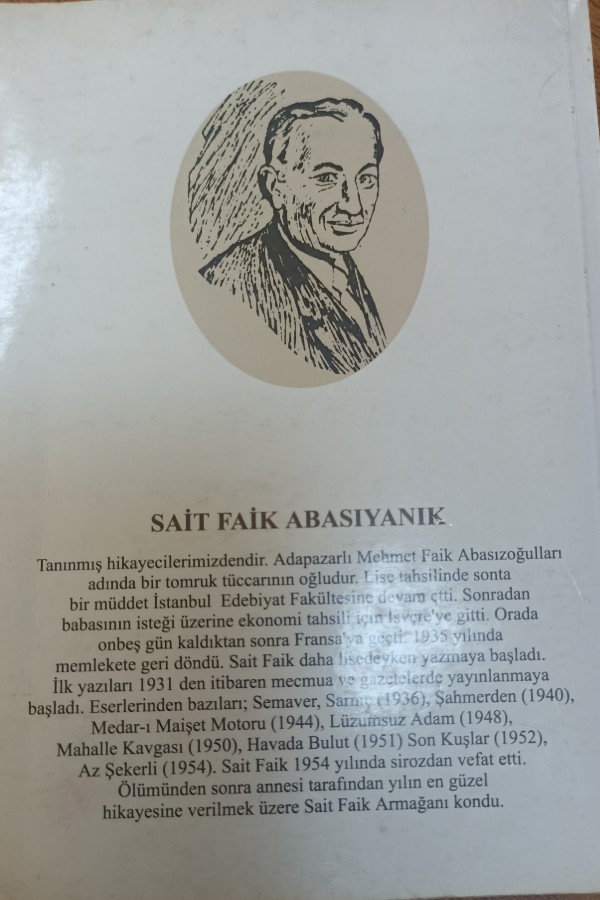 SAİT FAİK ABASIYANIK
Tanınmış hikayecilerimizdendir. Adapazarlı Mehmet Faik Abasızoğulları
adında bir tomruk tüccarının oğludur. Lise tahsilinde sonta
bir müddet İstanbul Edebiyat Fakültesine devam etti. Sonradan
babasının isteği üzerine ekonomi tahsili için İsvçre'ye gitti. Orada
onbeş gün kaldıktan sonra Fransa'ya geçti. 1935 yılında
memlekete geri döndü. Sait Faik daha lisedeyken yazmaya başladı.
İlk yazıları 1931 den itibaren mecmua ve gazetelerde yayınlanmaya
başladı. Eserlerinden bazıları; Semaver, Sarnıç (1936), Şahmerden (1940),
Medar-ı Maişet Motoru (1944), Lüzumsuz Adam (1948),
Mahalle Kavgası (1950), Havada Bulut (1951) Son Kuşlar (1952),
Az Şekerli (1954). Sait Faik 1954 yılında sirozdan vefat etti.
Ölümünden sonra annesi tarafından yılın en güzel
hikayesine verilmek üzere Sait Faik Armağanı kondu.